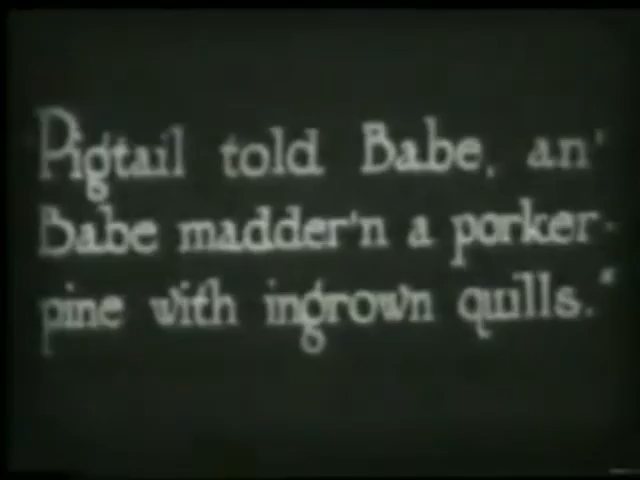 Pigtail told Babe, an'
Babe madder'n a porker-
pine with ingrown quills."